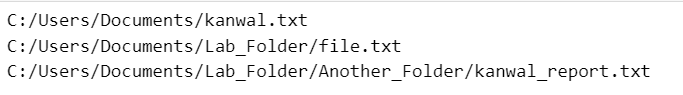 C:/Users/Documents/kanwal.txt
C:/Users/Documents/Lab_Folder/file.txt
C:/Users/Documents/Lab_Folder/Another_Folder/kanwal_report.txt